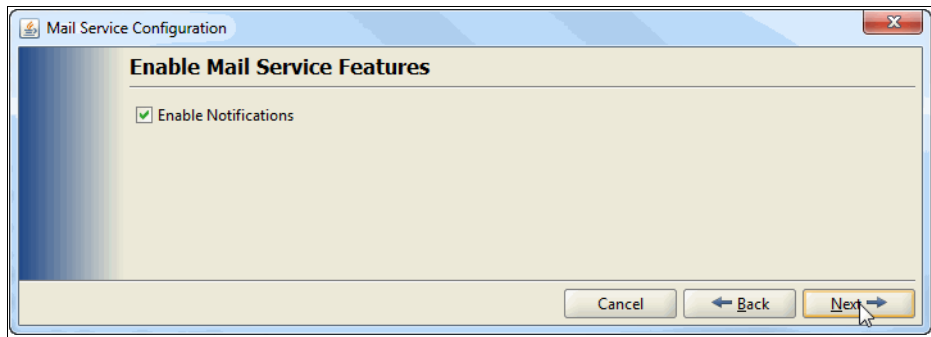 Mail Service Configuration
Enable Mail Service Features
Enable Notifications
Cancel
Back
Next